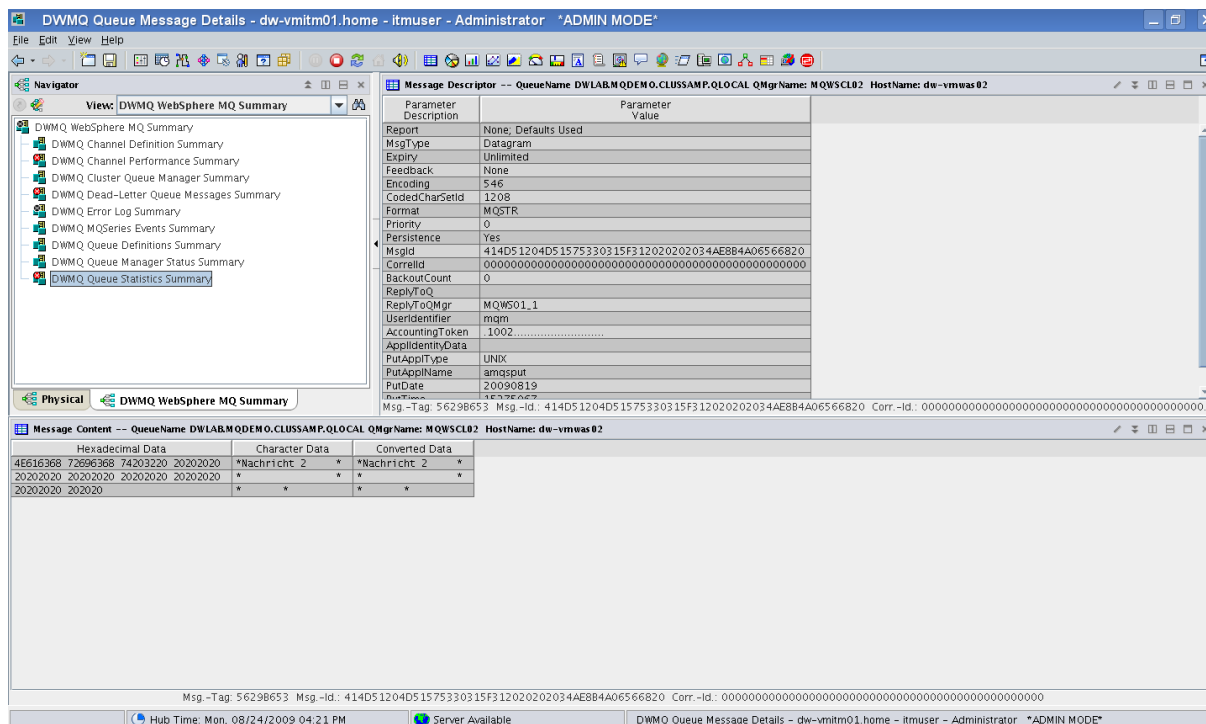 DWMQ Queue Message Details - dw-vmitm01.home - itmuser - Administrator *ADMIN MODE*
File Edit View Help
Navigator
View: DWMQ WebSphere MQ Summary
DWMQ WebSphere MQ Summary
DWMQ Channel Definition Summary
DWMQ Channel Performance Summary
DWMQ Cluster Queue Manager Summary
DWMQ Dead-Letter Queue Messages Summary
DWMQ Error Log Summary
DWMQ MQSeries Events Summary
DWMQ Queue Definitions Summary
DWMQ Queue Manager Status Summary
DWMQ Queue Statistics Summary
Physical DWMQ WebSphere MQ Summary
Message Descriptor -- QueueName DWLAB.MQDEMO.CLUSSAMP.QLOCAL QMgrName: MQWSCL02 HostName: dw-vmwas02
Parameter Description Parameter Value
Report None; Defaults Used
MsgType Datagram
Expiry Unlimited
Feedback None
Encoding 546
CodedCharSetId 1208
Format MQSTR
Priority 0
Persistence Yes
MsgId 414D51204D51575330315F312020202034AE8B4A06566820
CorrelId 000000000000000000000000000000000000000000000000
BackoutCount 0
ReplyToQ
ReplyToQMgr MQWS01_1
UserIdentifier mqm
AccountingToken .1002..........................
ApplIdentityData
PutApplType UNIX
PutApplName amqsput
PutDate 20090819
PutTime 15275067
Msg.-Tag: 5629B653 Msg.-Id.: 414D51204D51575330315F312020202034AE8B4A06566820 Corr.-Id.: 00000000000000000000000000000000000000000000...
Message Content -- QueueName DWLAB.MQDEMO.CLUSSAMP.QLOCAL QMgrName: MQWSCL02 HostName: dw-vmwas02
Hexadecimal Data Character Data Converted Data
4E616368 72696368 74203220 20202020 *Nachricht 2 * *Nachricht 2 *
20202020 20202020 20202020 20202020 * * * *
20202020 202020 * * * *
Msg.-Tag: 5629B653 Msg.-Id.: 414D51204D51575330315F312020202034AE8B4A06566820 Corr.-Id.: 000000000000000000000000000000000000000000000000
Hub Time: Mon, 08/24/2009 04:21 PM Server Available DWMQ Queue Message Details - dw-vmitm01.home - itmuser - Administrator *ADMIN MODE*